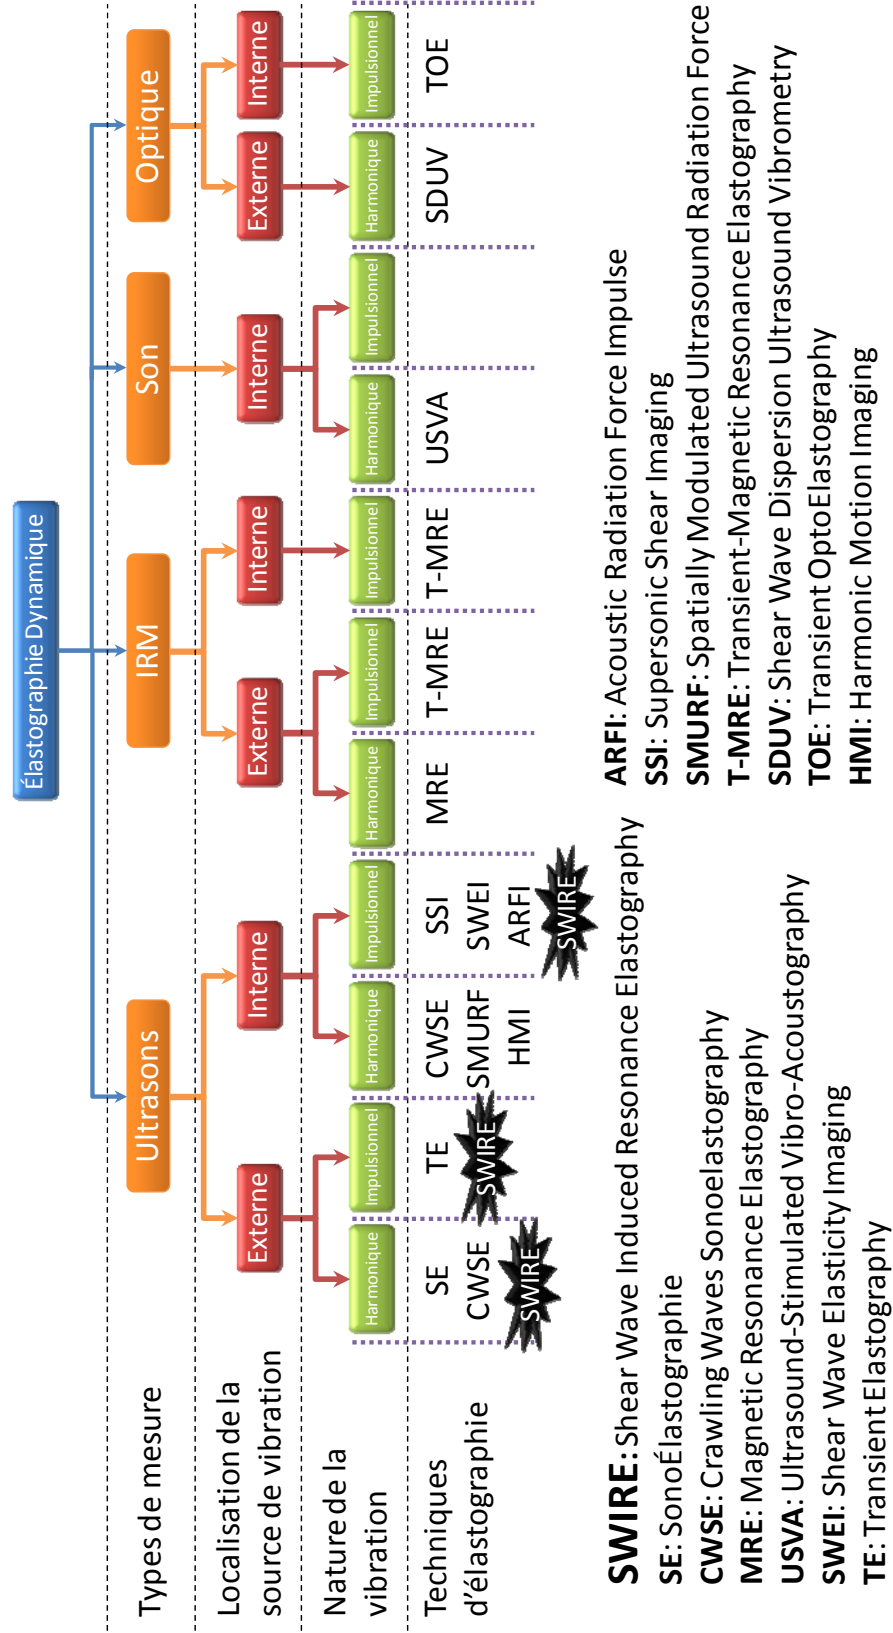 Élastographie Dynamique
Types de mesure
Ultrasons
IRM
Son
Optique
Localisation de la
source de vibration
Externe
Interne
Externe
Interne
Interne
Externe
Interne
Nature de la
vibration
Harmonique
Impulsionnel
Harmonique
Impulsionnel
Harmonique
Impulsionnel
Impulsionnel
Harmonique
Impulsionnel
Harmonique
Impulsionnel
Techniques
d'élastographie
SE
CWSE
SWIRE
TE
SWIRE
CWSE
SMURF
HMI
SSI
SWEI
ARFI
SWIRE
MRE
T-MRE
T-MRE
USVA
SDUV
TOE
SWIRE: Shear Wave Induced Resonance Elastography
SE: SonoÉlastographie
CWSE: Crawling Waves Sonoelastography
MRE: Magnetic Resonance Elastography
USVA: Ultrasound-Stimulated Vibro-Acoustography
SWEI: Shear Wave Elasticity Imaging
TE: Transient Elastography
ARFI: Acoustic Radiation Force Impulse
SSI: Supersonic Shear Imaging
SMURF: Spatially Modulated Ultrasound Radiation Force
T-MRE: Transient-Magnetic Resonance Elastography
SDUV: Shear Wave Dispersion Ultrasound Vibrometry
TOE: Transient OptoElastography
HMI: Harmonic Motion Imaging